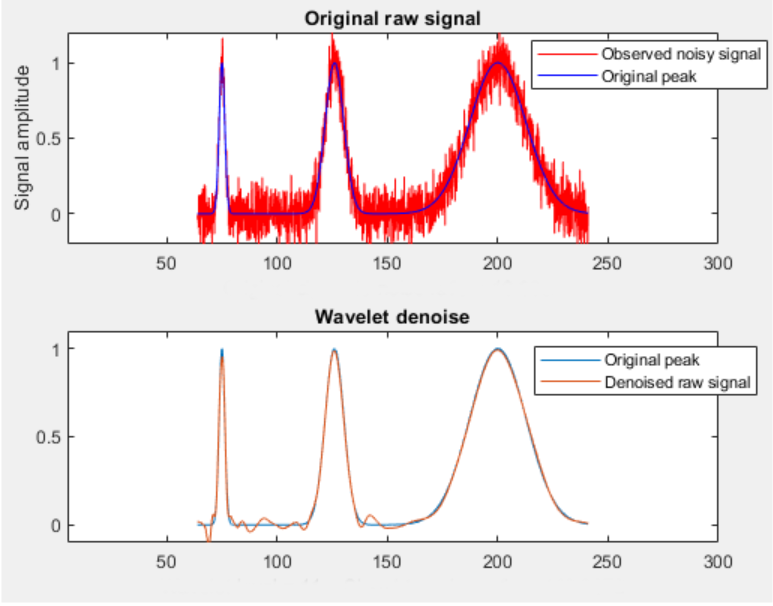 Original raw signal
Observed noisy signal
Original peak
Signal amplitude
1
0.5
0
50 100 150 200 250 300
Wavelet denoise
Original peak
Denoised raw signal
1
0.5
0
50 100 150 200 250 300